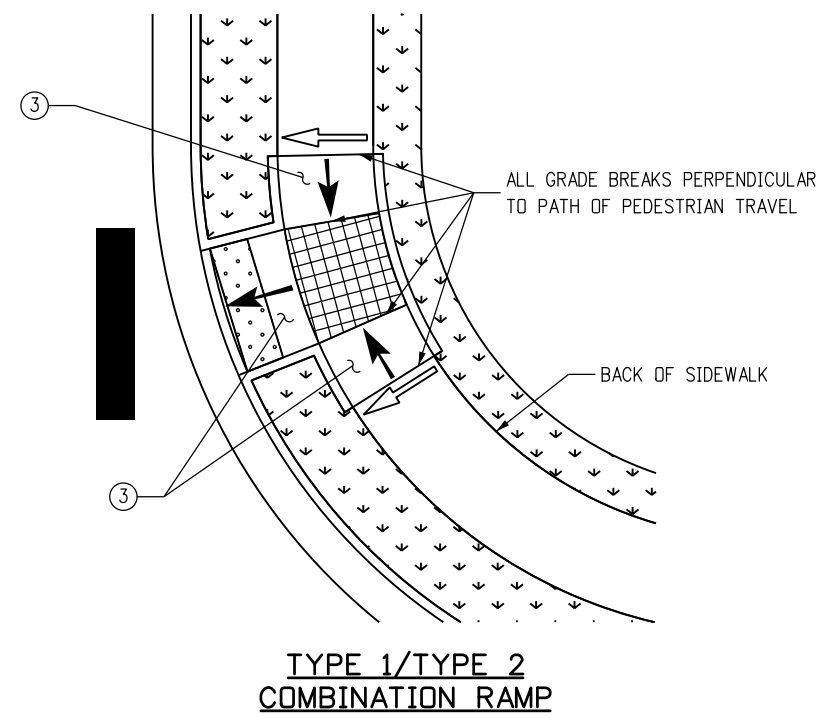 3
ALL GRADE BREAKS PERPENDICULAR
TO PATH OF PEDESTRIAN TRAVEL
BACK OF SIDEWALK
3
TYPE 1/TYPE 2
COMBINATION RAMP